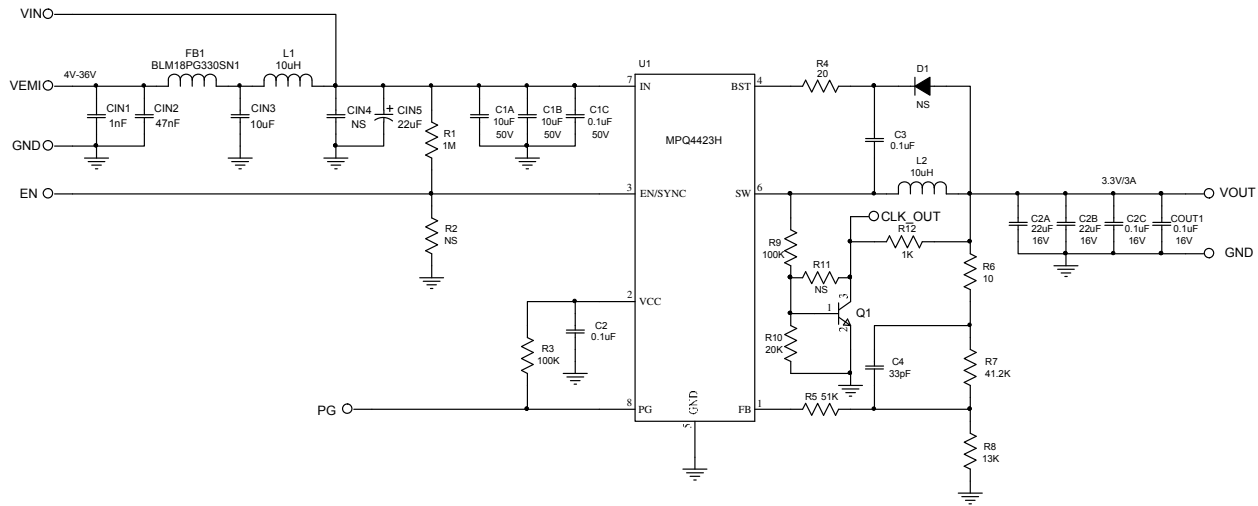 VIN
VEMI
4V-36V
FB1
BLM18PG330SN1
L1
10uH
CIN1
1nF
CIN2
47nF
CIN3
10uF
GND
CIN4
NS
CIN5
22uF
+
R1
1M
C1A
10uF
50V
C1B
10uF
50V
C1C
0.1uF
50V
EN
R2
NS
C2
0.1uF
R3
100K
PG
U1
MPQ4423H
7
IN
3
EN/SYNC
2
VCC
8
PG
GND
5
BST
4
SW
6
FB
1
R4
20
D1
NS
C3
0.1uF
L2
10uH
CLK_OUT
R12
1K
R9
100K
R11
NS
R10
20K
1
3
2
Q1
R5 51K
C4
33pF
R6
10
R7
41.2K
R8
13K
3.3V/3A
C2A
22uF
16V
C2B
22uF
16V
C2C
0.1uF
16V
COUT1
0.1uF
16V
VOUT
GND